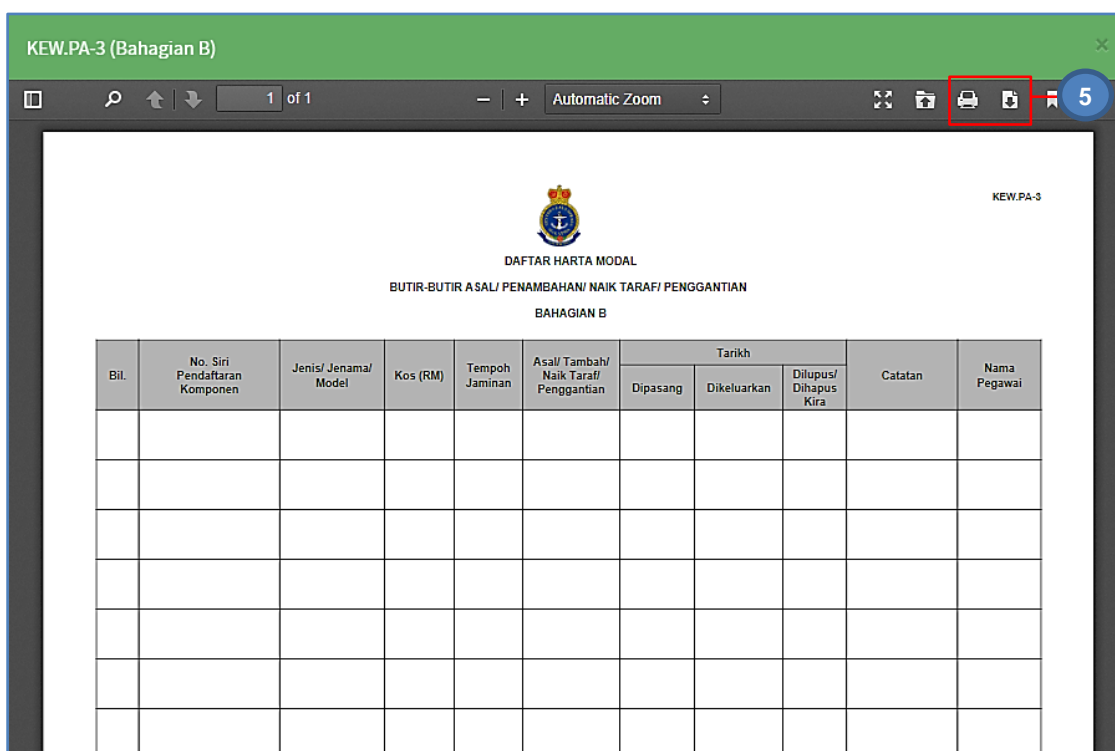 KEW.PA-3 (Bahagian B)
×
1 of 1
Automatic Zoom
5
KEW.PA-3
DAFTAR HARTA MODAL
BUTIR-BUTIR ASAL/ PENAMBAHAN/ NAIK TARAF/ PENGGANTIAN
BAHAGIAN B
Bil.
No. Siri
Pendaftaran
Komponen
Jenis/ Jenama/
Model
Kos (RM)
Tempoh
Jaminan
Asal/ Tambah/
Naik Taraf/
Penggantian
Tarikh
Dipasang
Dikeluarkan
Dilupus/
Dihapus
Kira
Catatan
Nama
Pegawai